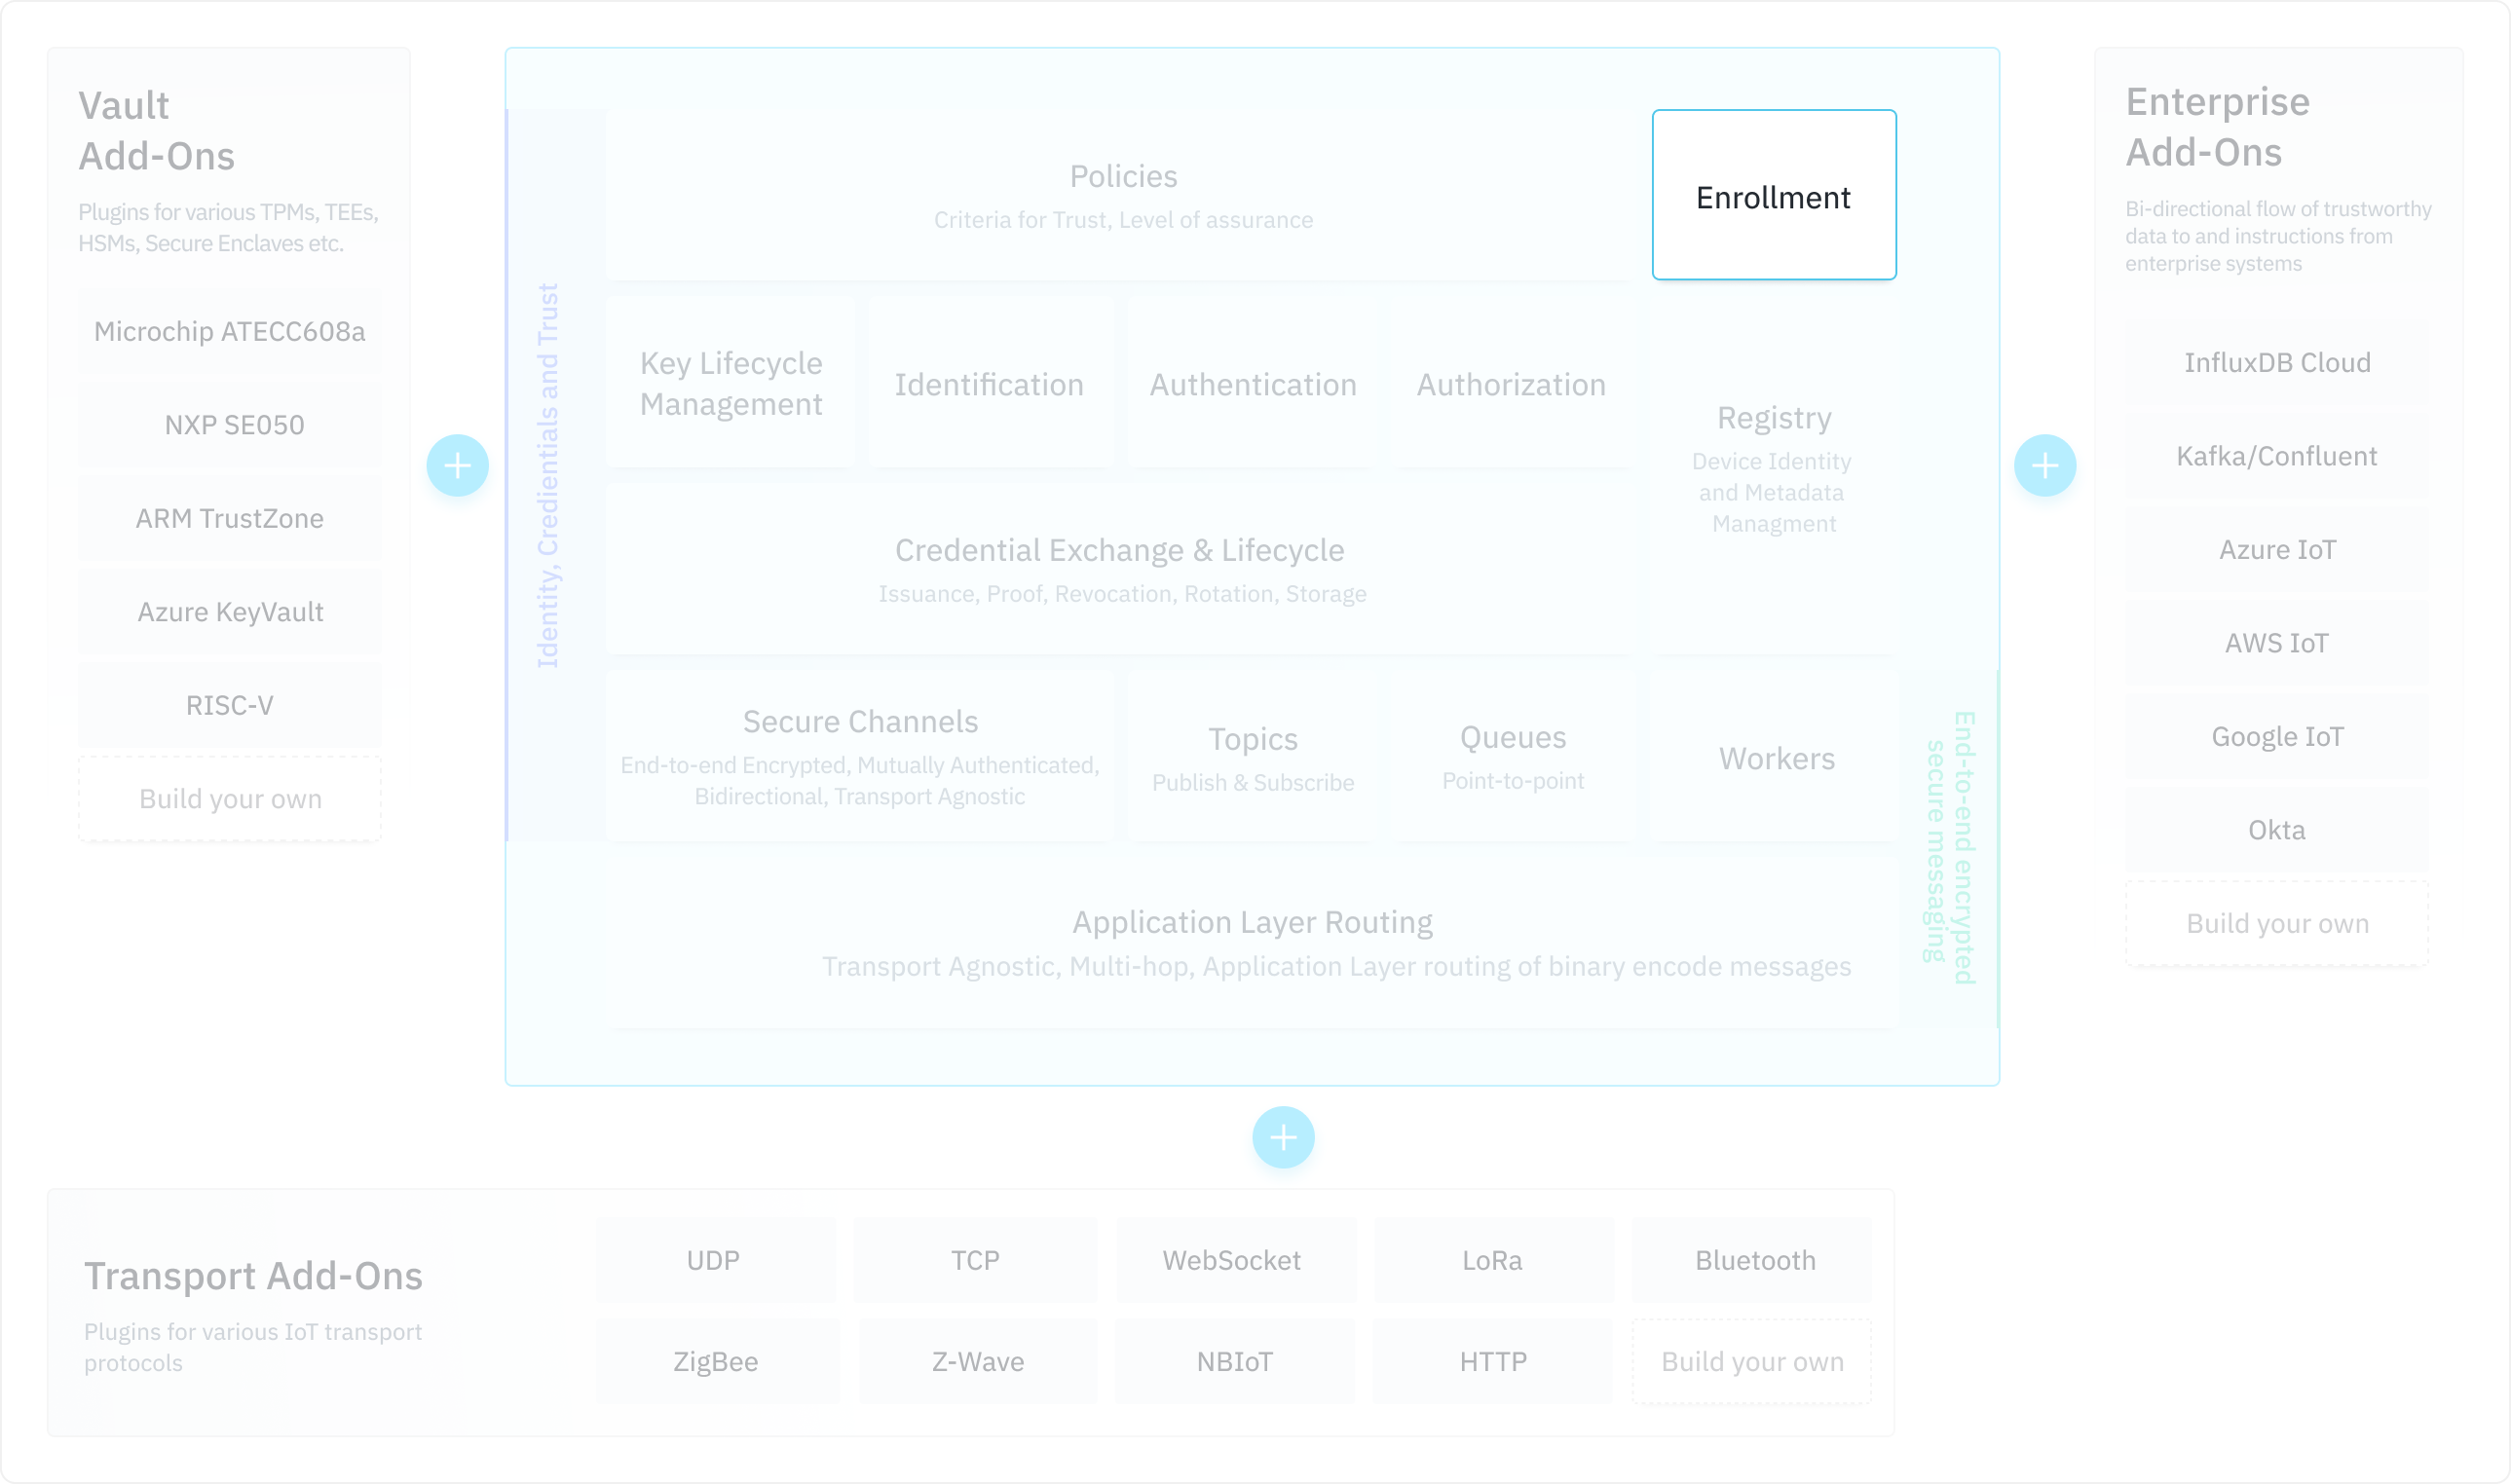 Vault
Add-Ons
Plugins for various TPMs, TEEs,
HSMs, Secure Enclaves etc.
Microchip ATECC608a
NXP SE050
ARM TrustZone
Azure KeyVault
RISC-V
Build your own
Identity, Credientials and Trust
Policies
Criteria for Trust, Level of assurance
Enrollment
Key Lifecycle
Management
Identification
Authentication
Authorization
Registry
Device Identity
and Metadata
Managment
Credential Exchange & Lifecycle
Issuance, Proof, Revocation, Rotation, Storage
Secure Channels
End-to-end Encrypted, Mutually Authenticated,
Bidirectional, Transport Agnostic
Topics
Publish & Subscribe
Queues
Point-to-point
Workers
End-to-end encrypted
secure messaging
Application Layer Routing
Transport Agnostic, Multi-hop, Application Layer routing of binary encode messages
Enterprise
Add-Ons
Bi-directional flow of trustworthy
data to and instructions from
enterprise systems
InfluxDB Cloud
Kafka/Confluent
Azure IoT
AWS IoT
Google IoT
Okta
Build your own
Transport Add-Ons
Plugins for various IoT transport
protocols
UDP
TCP
WebSocket
LoRa
Bluetooth
ZigBee
Z-Wave
NBIoT
HTTP
Build your own